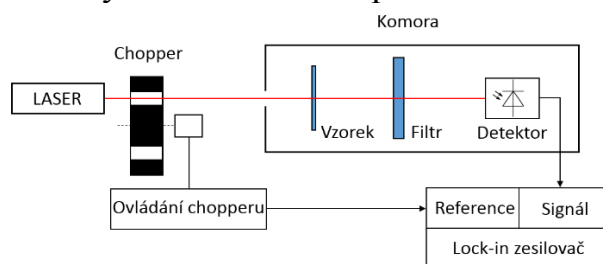 Komora
Chopper
LASER
Vzorek
Filtr
Detektor
Ovládání chopperu
Reference
Signál
Lock-in zesilovač